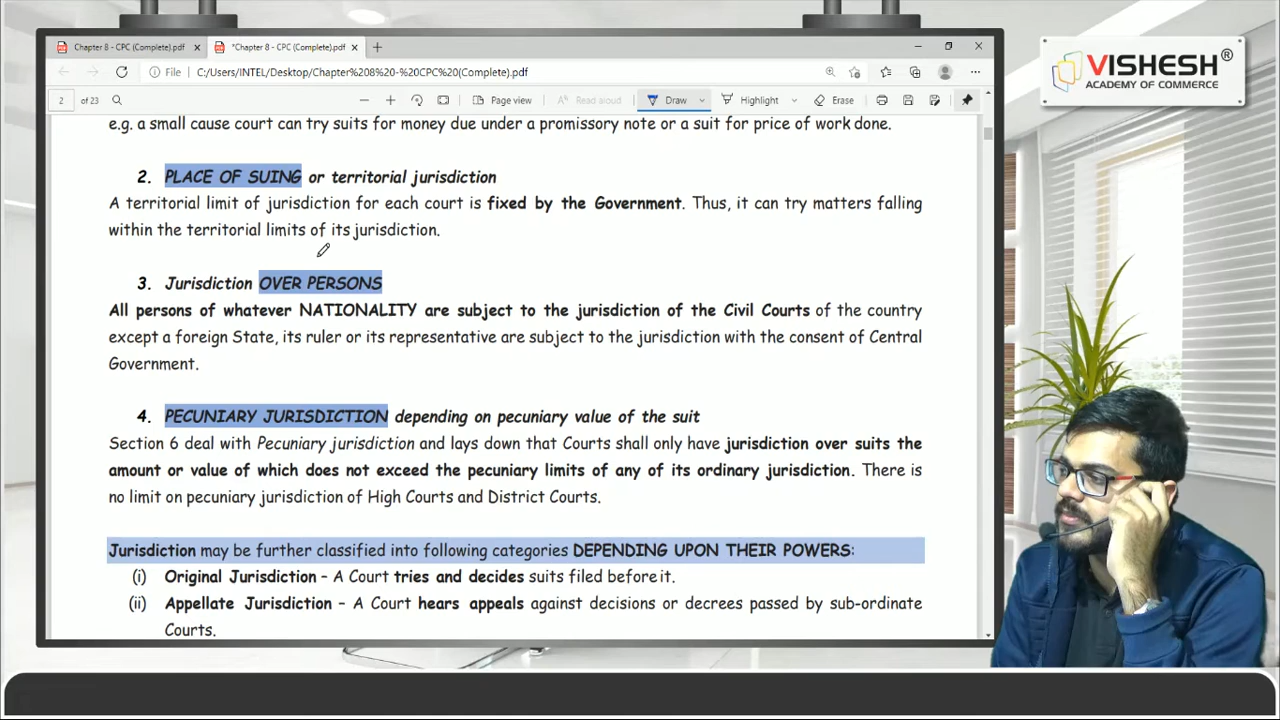 Chapter 8 - CPC (Complete).pdf
*Chapter 8 - CPC (Complete).pdf
File C:/Users/INTEL/Desktop/Chapter%208%20-%20CPC%20(Complete).pdf
2 of 23 Page view Read aloud Draw Highlight Erase
VISHESH®
ACADEMY OF COMMERCE
e.g. a small cause court can try suits for money due under a promissory note or a suit for price of work done.
2. PLACE OF SUING or territorial jurisdiction
A territorial limit of jurisdiction for each court is fixed by the Government. Thus, it can try matters falling
within the territorial limits of its jurisdiction.
3. Jurisdiction OVER PERSONS
All persons of whatever NATIONALITY are subject to the jurisdiction of the Civil Courts of the country
except a foreign State, its ruler or its representative are subject to the jurisdiction with the consent of Central
Government.
4. PECUNIARY JURISDICTION depending on pecuniary value of the suit
Section 6 deal with Pecuniary jurisdiction and lays down that Courts shall only have jurisdiction over suits the
amount or value of which does not exceed the pecuniary limits of any of its ordinary jurisdiction. There is
no limit on pecuniary jurisdiction of High Courts and District Courts.
Jurisdiction may be further classified into following categories DEPENDING UPON THEIR POWERS:
(i) Original Jurisdiction – A Court tries and decides suits filed before it.
(ii) Appellate Jurisdiction – A Court hears appeals against decisions or decrees passed by sub-ordinate
Courts.